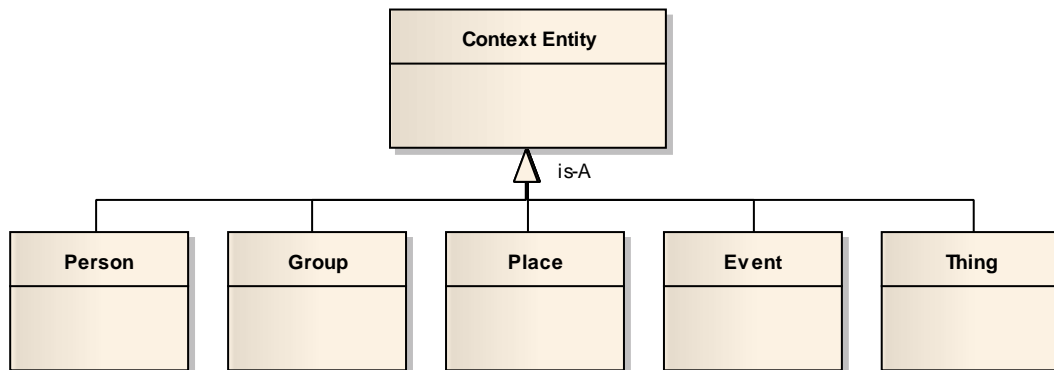 Context Entity
is-A
Person
Group
Place
Event
Thing